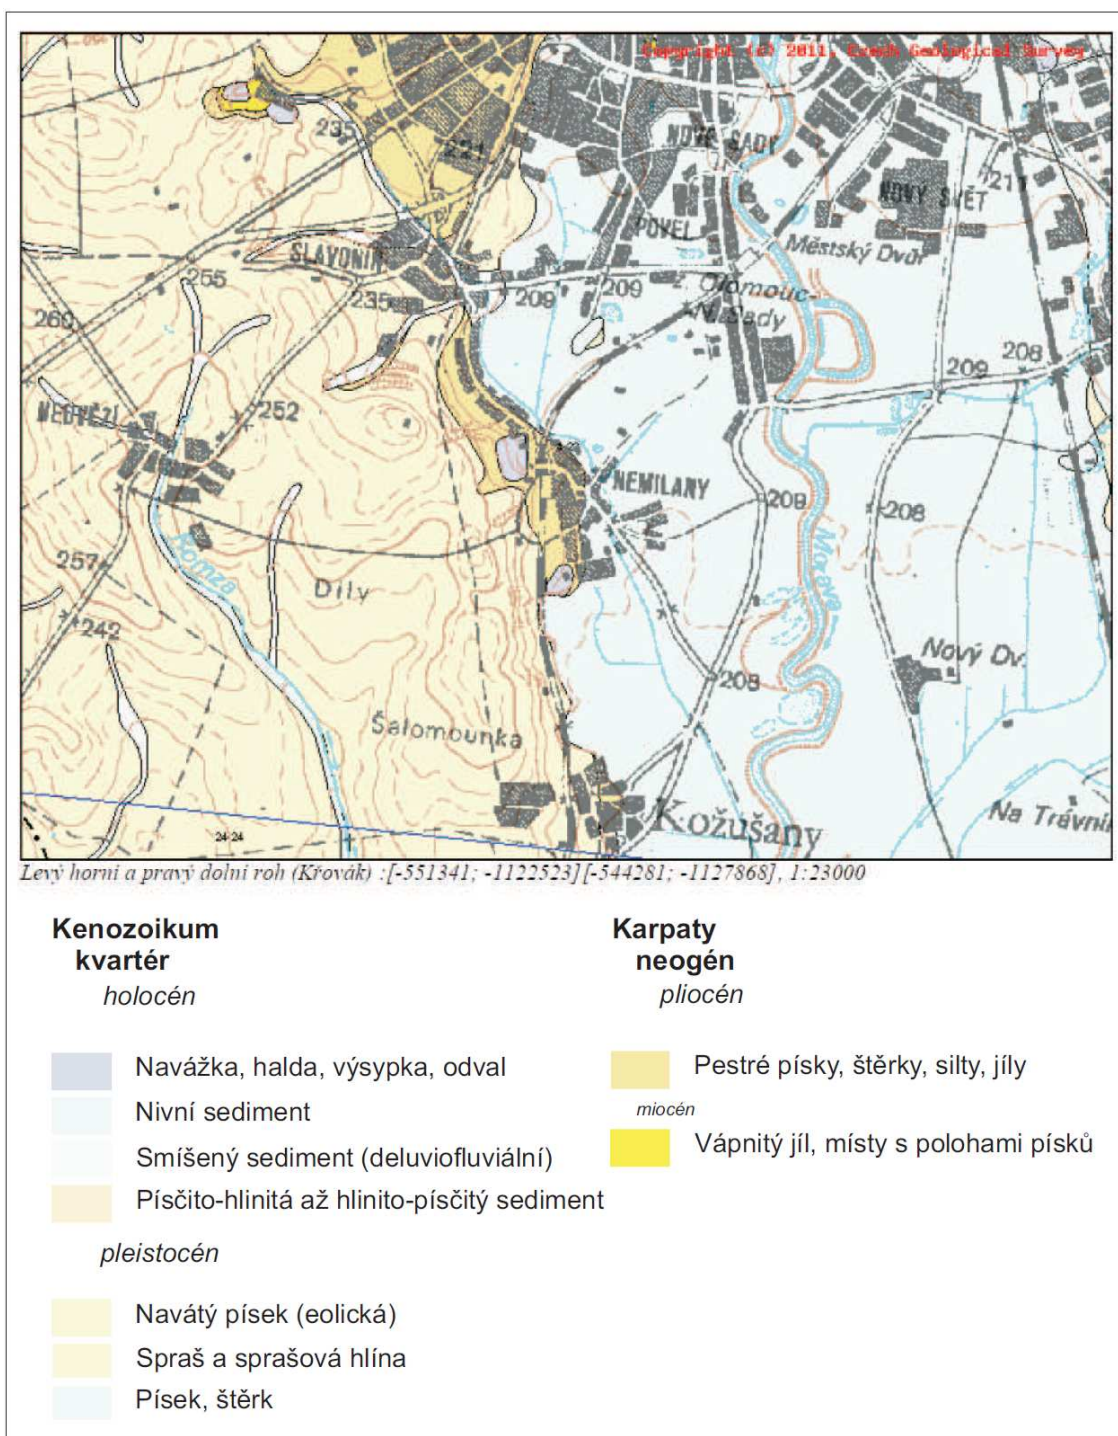 Copyright (c) 2011, Czech Geological Survey
235
221
NOVÉ SADY
NOVÝ SVĚT
211
POVEL
Městský Dvůr
SLAVONÍN
255
235
209
209
Olomouc-
N. Sady
260
208
209
NEDVĚZÍ
252
NEMILANY
208
208
Romza
Morava
257
Díly
242
Nový Dv.
208
Šalomounka
Kožušany
Na Trávní
24-24
Levý horní a pravý dolní roh (Křovák) :[-551341; -1122523][-544281; -1127868], 1:23000
Kenozoikum
kvartér
holocén
Navážka, halda, výsypka, odval
Nivní sediment
Smíšený sediment (deluviofluviální)
Písčito-hlinitá až hlinito-písčitý sediment
pleistocén
Navátý písek (eolická)
Spraš a sprašová hlína
Písek, štěrk
Karpaty
neogén
pliocén
Pestré písky, štěrky, silty, jíly
miocén
Vápnitý jíl, místy s polohami písků